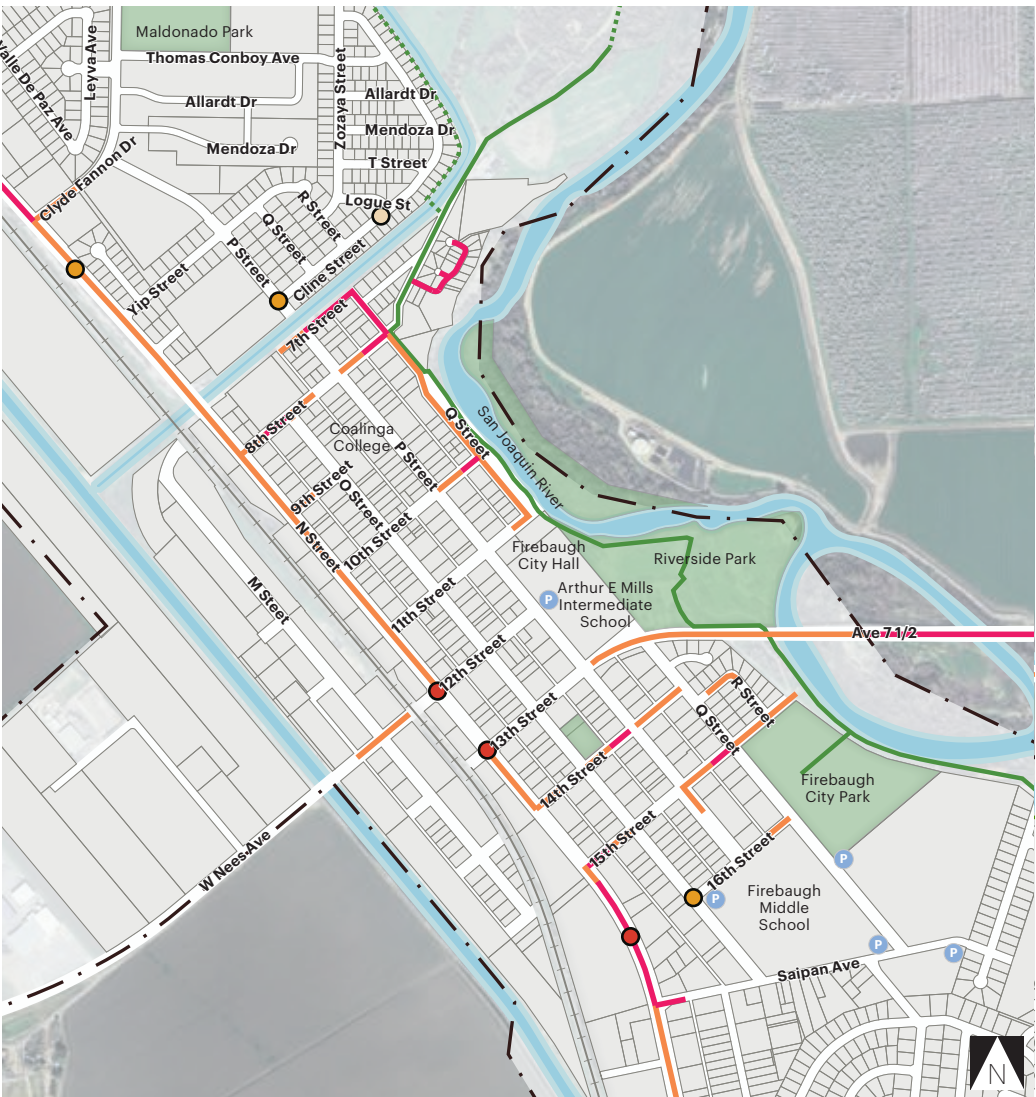 Maldonado Park
Leyva Ave
Thomas Conboy Ave
Valle De Paz Ave
Zozaya Street
Allardt Dr
Allardt Dr
Mendoza Dr
Mendoza Dr
T Street
Clyde Fannon Dr
Logue St
R Street
Q Street
P Street
Cline Street
Yip Street
7th Street
8th Street
Coalinga
College
Q Street
San Joaquin River
P Street
9th Street
O Street
N Street
10th Street
Firebaugh
City Hall
Riverside Park
M Steet
11th Street
P
Arthur E Mills
Intermediate
School
Ave 7 1/2
12th Street
13th Street
R Street
Q Street
14th Street
Firebaugh
City Park
15th Street
W Nees Ave
P
16th Street
P
Firebaugh
Middle
School
P
P
Saipan Ave
N